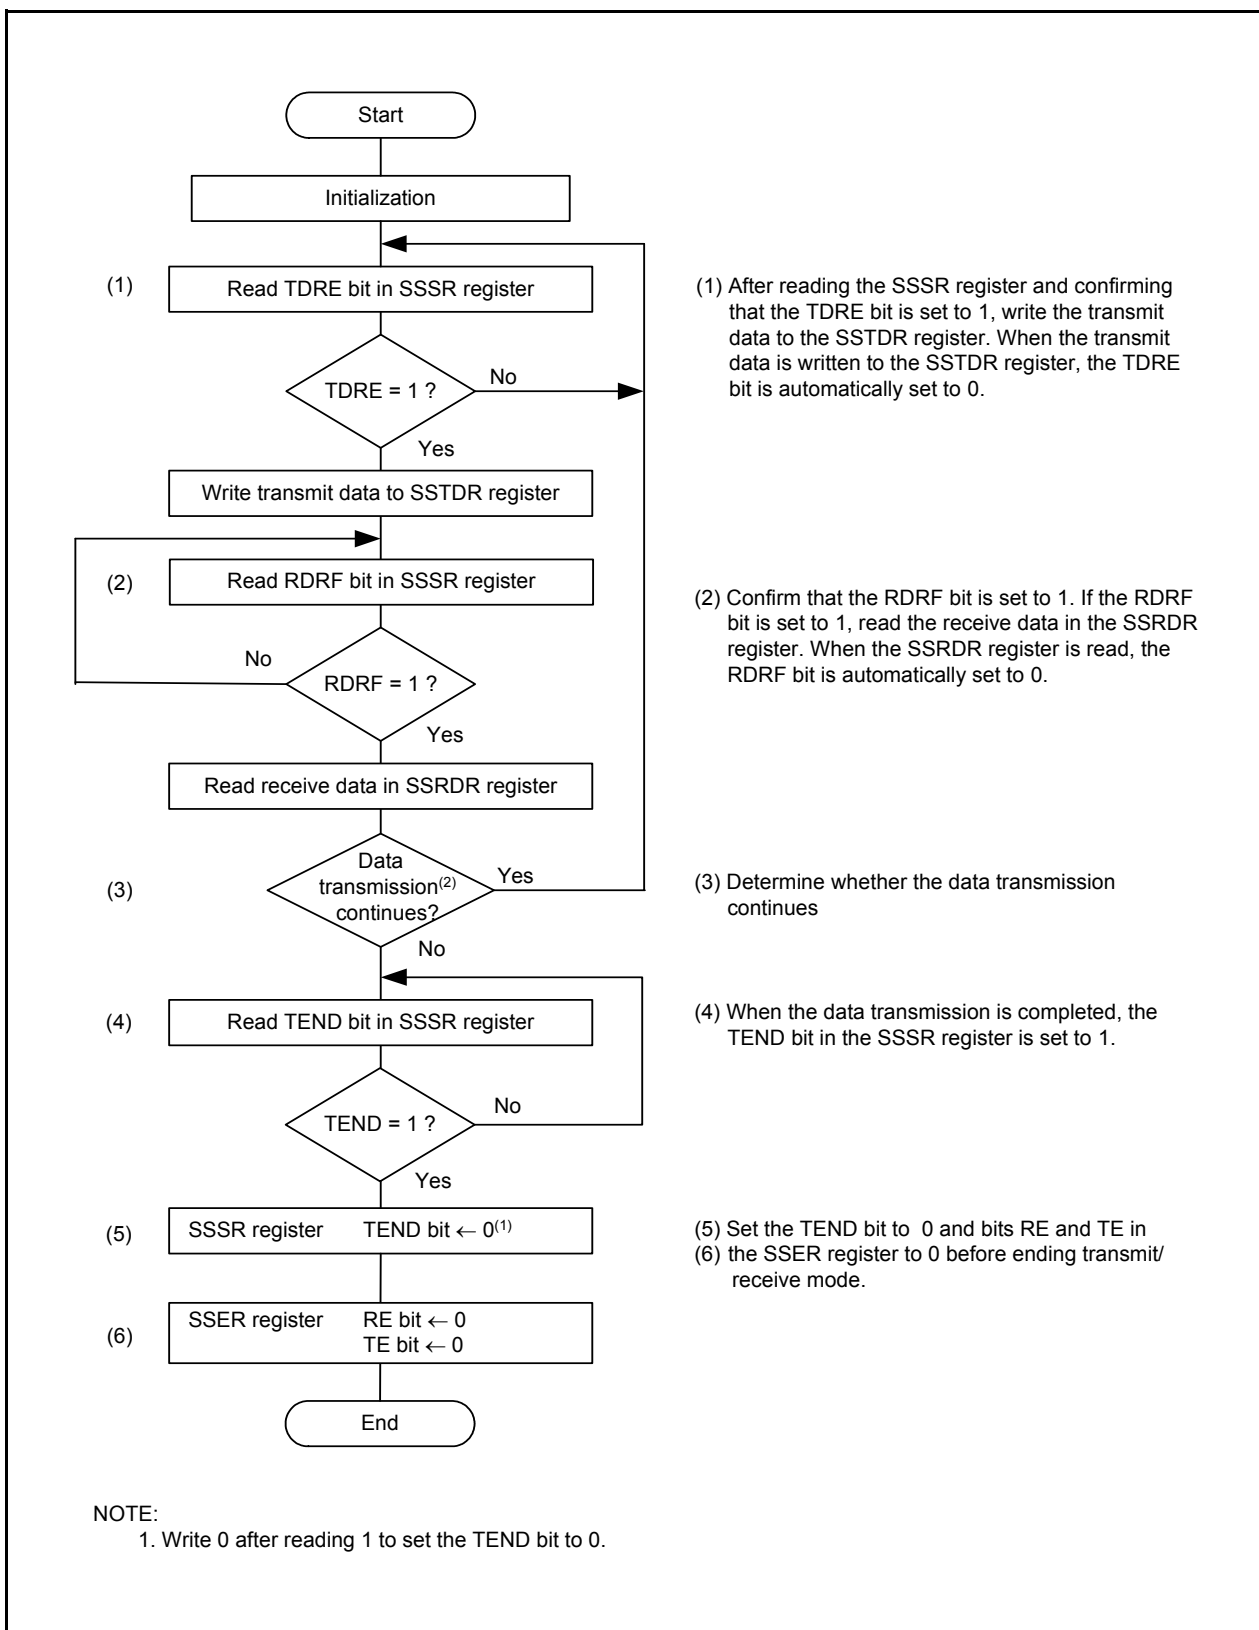 Start
Initialization
(1)
Read TDRE bit in SSSR register
TDRE = 1 ?
No
Yes
Write transmit data to SSTDR register
(2)
Read RDRF bit in SSSR register
No
RDRF = 1 ?
Yes
Read receive data in SSRDR register
(3)
Data
transmission(2)
continues?
Yes
No
(4)
Read TEND bit in SSSR register
TEND = 1 ?
No
Yes
(5)
SSSR register TEND bit ← 0(1)
(6)
SSER register RE bit ← 0
TE bit ← 0
End
(1) After reading the SSSR register and confirming
that the TDRE bit is set to 1, write the transmit
data to the SSTDR register. When the transmit
data is written to the SSTDR register, the TDRE
bit is automatically set to 0.
(2) Confirm that the RDRF bit is set to 1. If the RDRF
bit is set to 1, read the receive data in the SSRDR
register. When the SSRDR register is read, the
RDRF bit is automatically set to 0.
(3) Determine whether the data transmission
continues
(4) When the data transmission is completed, the
TEND bit in the SSSR register is set to 1.
(5) Set the TEND bit to 0 and bits RE and TE in
(6) the SSER register to 0 before ending transmit/
receive mode.
NOTE:
1. Write 0 after reading 1 to set the TEND bit to 0.